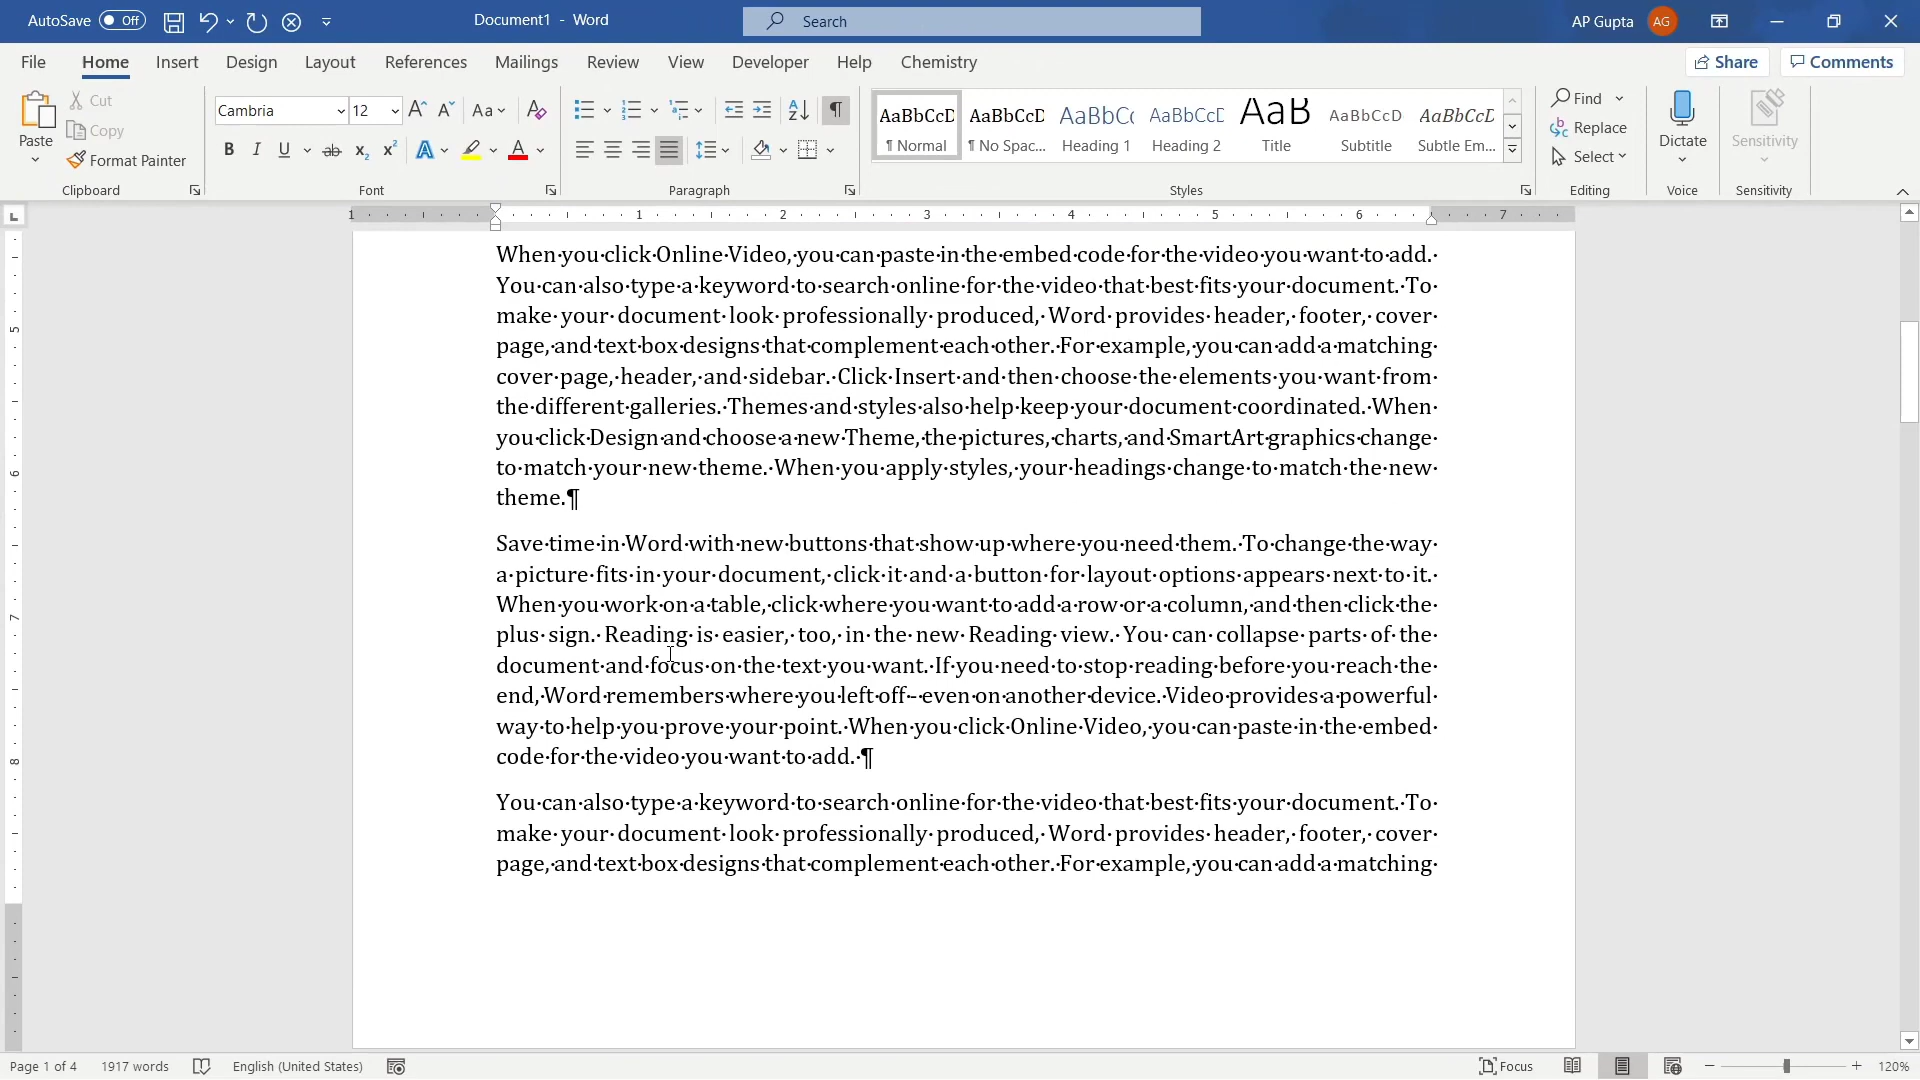 AutoSave Off Document1 - Word Search AP Gupta AG
File Home Insert Design Layout References Mailings Review View Developer Help Chemistry Share Comments
Paste Cut Copy Format Painter
Cambria 12
AaBbCcD AaBbCcD AaBbCc AaBbCcD AaB AaBbCcD AaBbCcD
¶ Normal ¶ No Spac... Heading 1 Heading 2 Title Subtitle Subtle Em...
Find Replace Select Dictate Sensitivity
Clipboard Font Paragraph Styles Editing Voice Sensitivity
1 1 2 3 4 5 6 7
When·you·click·Online·Video,·you·can·paste·in·the·embed·code·for·the·video·you·want·to·add.·
You·can·also·type·a·keyword·to·search·online·for·the·video·that·best·fits·your·document.·To·
make·your·document·look·professionally·produced,·Word·provides·header,·footer,·cover·
page,·and·text·box·designs·that·complement·each·other.·For·example,·you·can·add·a·matching·
cover·page,·header,·and·sidebar.·Click·Insert·and·then·choose·the·elements·you·want·from·
the·different·galleries.·Themes·and·styles·also·help·keep·your·document·coordinated.·When·
you·click·Design·and·choose·a·new·Theme,·the·pictures,·charts,·and·SmartArt·graphics·change·
to·match·your·new·theme.·When·you·apply·styles,·your·headings·change·to·match·the·new·
theme.¶
Save·time·in·Word·with·new·buttons·that·show·up·where·you·need·them.·To·change·the·way·
a·picture·fits·in·your·document,·click·it·and·a·button·for·layout·options·appears·next·to·it.·
When·you·work·on·a·table,·click·where·you·want·to·add·a·row·or·a·column,·and·then·click·the·
plus·sign.·Reading·is·easier,·too,·in·the·new·Reading·view.·You·can·collapse·parts·of·the·
document·and·focus·on·the·text·you·want.·If·you·need·to·stop·reading·before·you·reach·the·
end,·Word·remembers·where·you·left·off·-·even·on·another·device.·Video·provides·a·powerful·
way·to·help·you·prove·your·point.·When·you·click·Online·Video,·you·can·paste·in·the·embed·
code·for·the·video·you·want·to·add.·¶
You·can·also·type·a·keyword·to·search·online·for·the·video·that·best·fits·your·document.·To·
make·your·document·look·professionally·produced,·Word·provides·header,·footer,·cover·
page,·and·text·box·designs·that·complement·each·other.·For·example,·you·can·add·a·matching·
5
6
7
8
Page 1 of 4 1917 words English (United States) Focus 120%